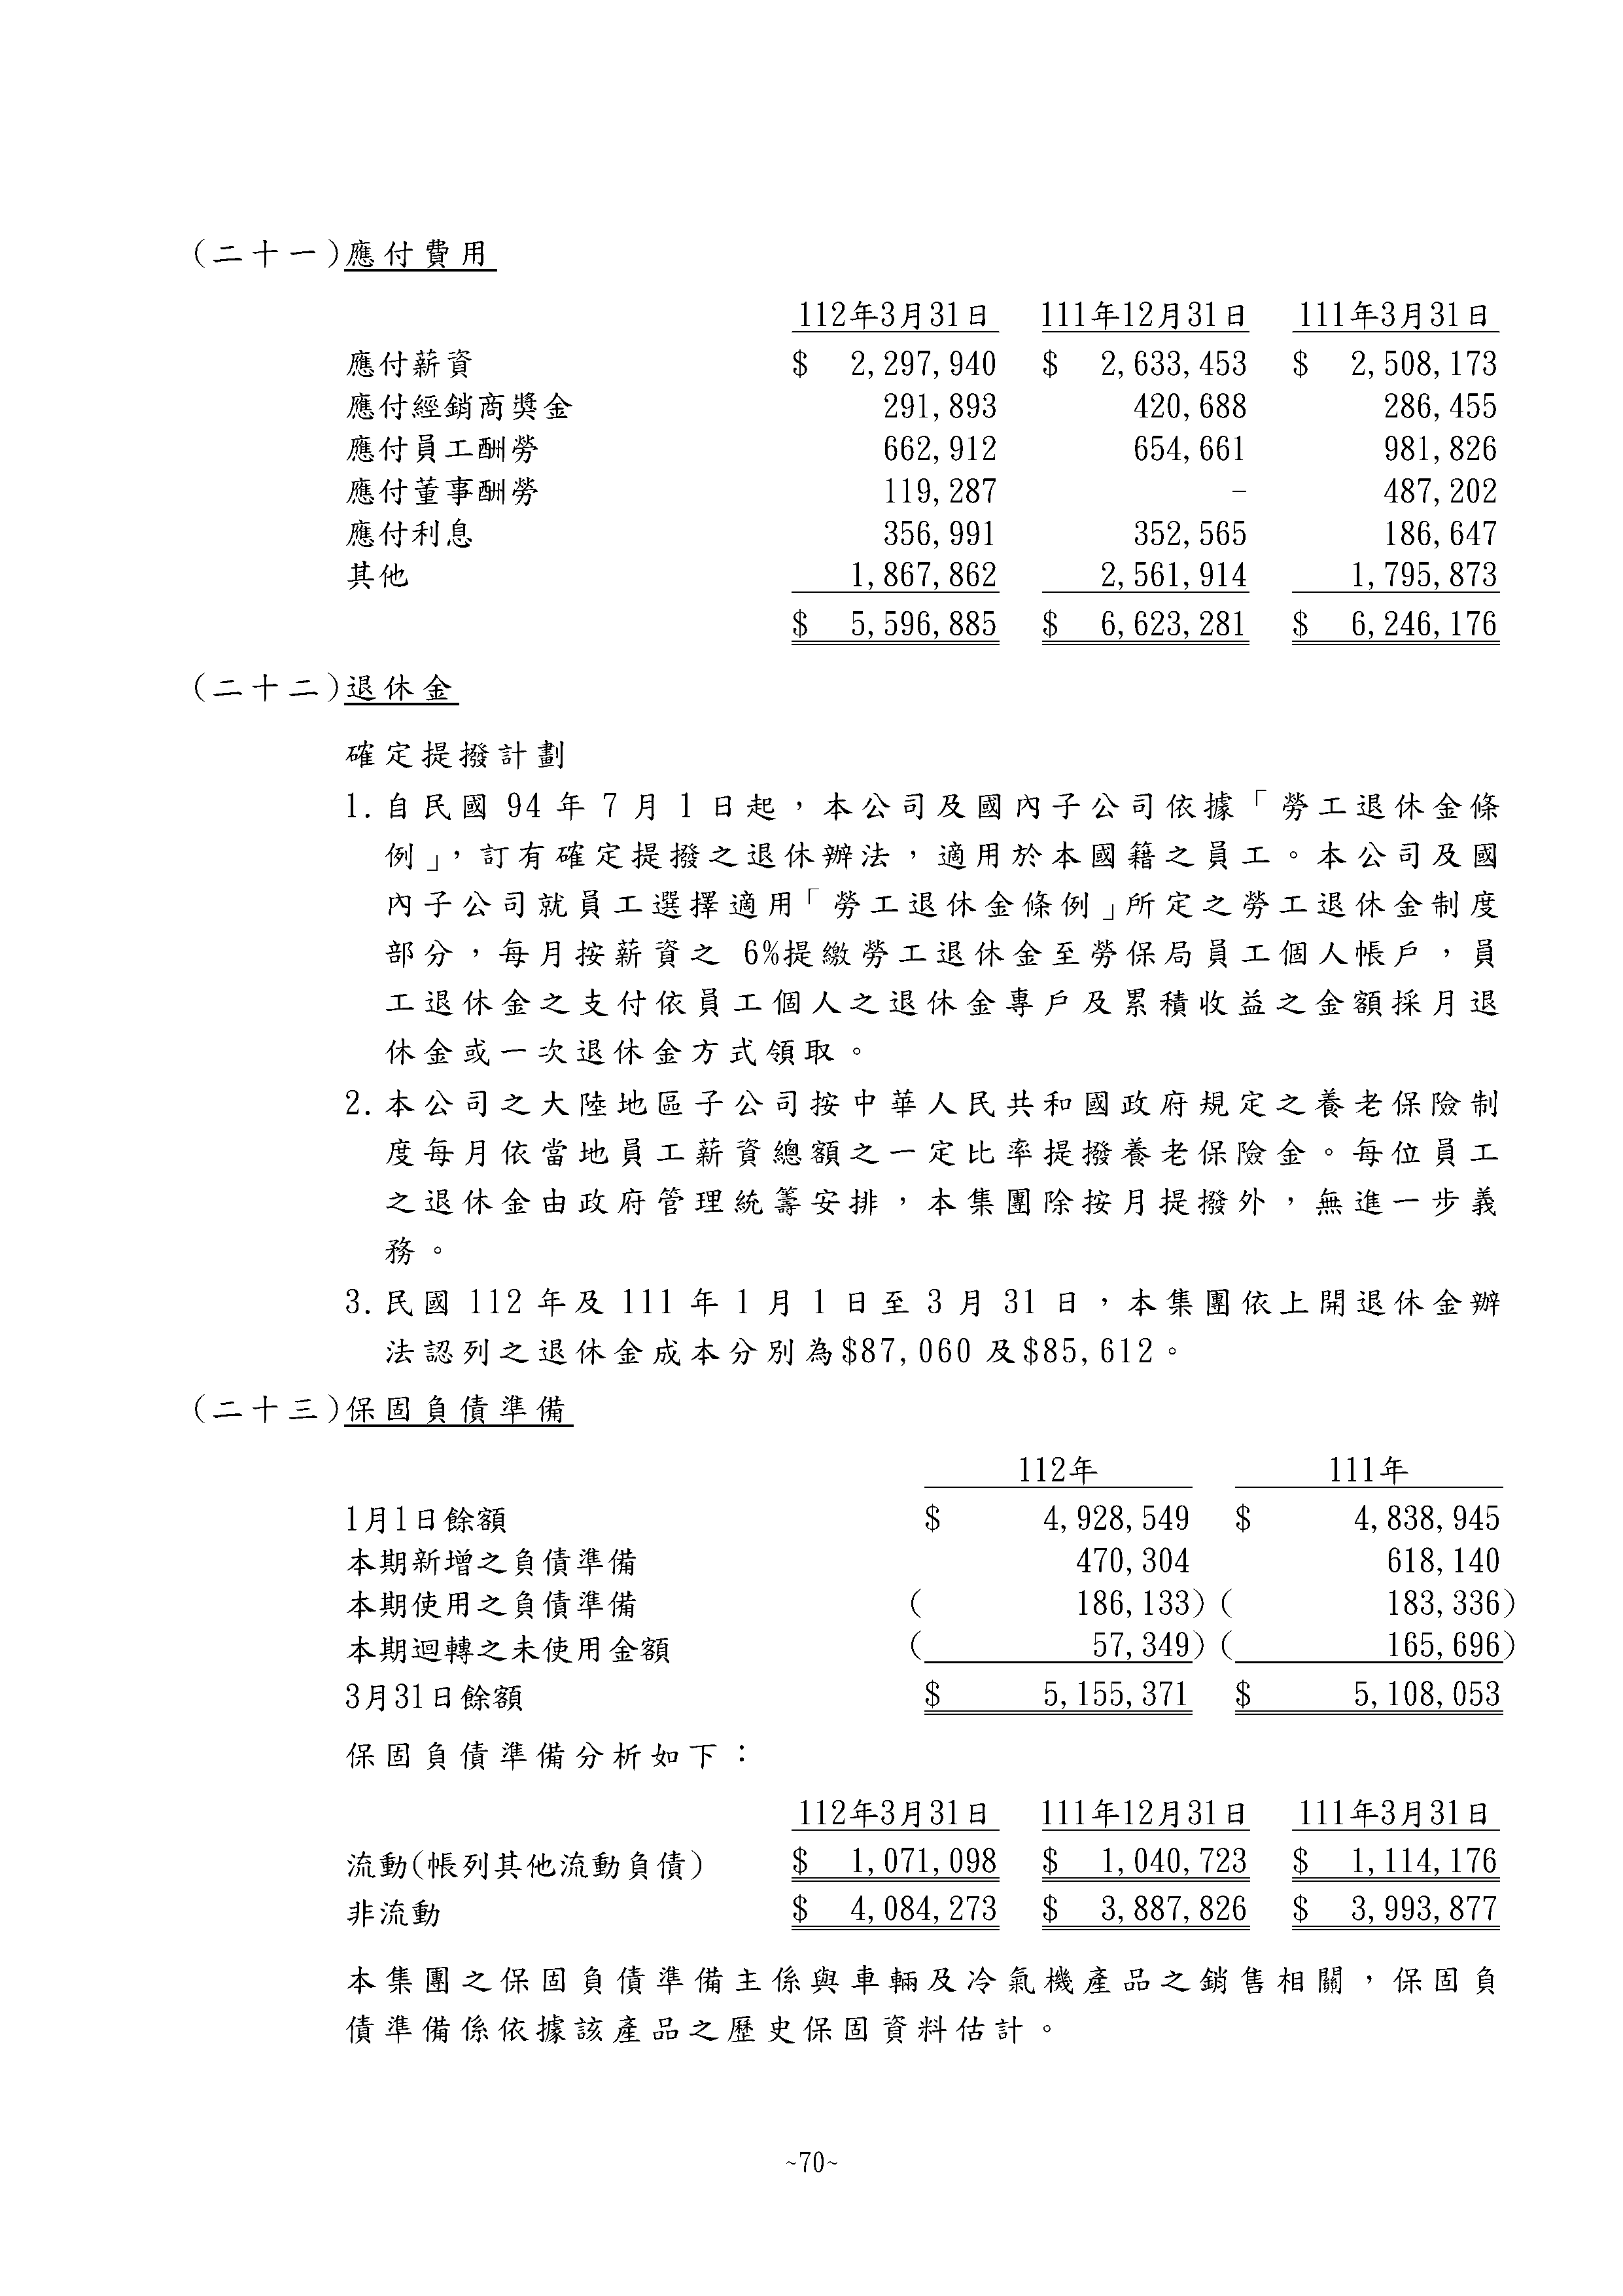 (二十一)應付費用
112年3月31日 111年12月31日 111年3月31日
應付薪資 $ 2,297,940 $ 2,633,453 $ 2,508,173
應付經銷商獎金 291,893 420,688 286,455
應付員工酬勞 662,912 654,661 981,826
應付董事酬勞 119,287 - 487,202
應付利息 356,991 352,565 186,647
其他 1,867,862 2,561,914 1,795,873
$ 5,596,885 $ 6,623,281 $ 6,246,176
(二十二)退休金
確定提撥計劃
1. 自民國 94 年 7 月 1 日起，本公司及國內子公司依據「勞工退休金條
例」，訂有確定提撥之退休辦法，適用於本國籍之員工。本公司及國
內子公司就員工選擇適用「勞工退休金條例」所定之勞工退休金制度
部分，每月按薪資之 6%提繳勞工退休金至勞保局員工個人帳戶，員
工退休金之支付依員工個人之退休金專戶及累積收益之金額採月退
休金或一次退休金方式領取。
2. 本公司之大陸地區子公司按中華人民共和國政府規定之養老保險制
度每月依當地員工薪資總額之一定比率提撥養老保險金。每位員工
之退休金由政府管理統籌安排，本集團除按月提撥外，無進一步義
務。
3. 民國 112 年及 111 年 1 月 1 日至 3 月 31 日，本集團依上開退休金辦
法認列之退休金成本分別為$87,060 及$85,612。
(二十三)保固負債準備
112年 111年
1月1日餘額 $ 4,928,549 $ 4,838,945
本期新增之負債準備 470,304 618,140
本期使用之負債準備 ( 186,133) ( 183,336)
本期迴轉之未使用金額 ( 57,349) ( 165,696)
3月31日餘額 $ 5,155,371 $ 5,108,053
保固負債準備分析如下：
112年3月31日 111年12月31日 111年3月31日
流動(帳列其他流動負債) $ 1,071,098 $ 1,040,723 $ 1,114,176
非流動 $ 4,084,273 $ 3,887,826 $ 3,993,877
本集團之保固負債準備主係與車輛及冷氣機產品之銷售相關，保固負
債準備係依據該產品之歷史保固資料估計。
~70~